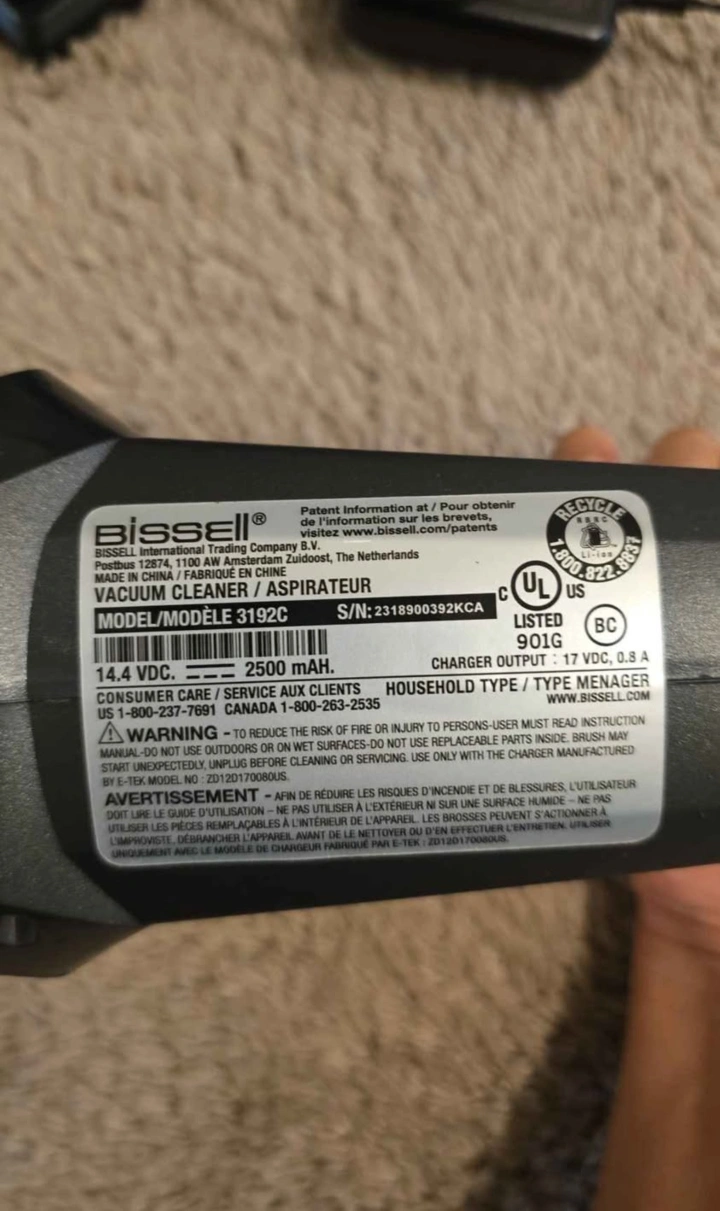 BISSELL®
Patent Information at / Pour obtenir
de l'information sur les brevets,
visitez www.bissell.com/patents
BISSELL International Trading Company B.V.
Postbus 12874, 1100 AW Amsterdam Zuidoost, The Netherlands
MADE IN CHINA / FABRIQUÉ EN CHINE
VACUUM CLEANER / ASPIRATEUR
MODEL/MODÈLE 3192C S/N: 2318900392KCA
RECYCLE
RBRC
Li-ion
1.800.822.8837
C UL US
LISTED
901G
BC
14.4 VDC. 2500 mAH.
CHARGER OUTPUT : 17 VDC, 0.8 A
CONSUMER CARE / SERVICE AUX CLIENTS
US 1-800-237-7691 CANADA 1-800-263-2535
HOUSEHOLD TYPE / TYPE MENAGER
WWW.BISSELL.COM
WARNING - TO REDUCE THE RISK OF FIRE OR INJURY TO PERSONS-USER MUST READ INSTRUCTION
MANUAL-DO NOT USE OUTDOORS OR ON WET SURFACES-DO NOT USE REPLACEABLE PARTS INSIDE. BRUSH MAY
START UNEXPECTEDLY, UNPLUG BEFORE CLEANING OR SERVICING. USE ONLY WITH THE CHARGER MANUFACTURED
BY E-TEK MODEL NO : ZD12D170080US.
AVERTISSEMENT - AFIN DE RÉDUIRE LES RISQUES D'INCENDIE ET DE BLESSURES, L'UTILISATEUR
DOIT LIRE LE GUIDE D'UTILISATION – NE PAS UTILISER À L'EXTÉRIEUR NI SUR UNE SURFACE HUMIDE – NE PAS
UTILISER LES PIÈCES REMPLAÇABLES À L'INTÉRIEUR DE L'APPAREIL. LES BROSSES PEUVENT S'ACTIONNER À
L'IMPROVISTE, DÉBRANCHER L'APPAREIL AVANT DE LE NETTOYER OU D'EN EFFECTUER L'ENTRETIEN. UTILISER
UNIQUEMENT AVEC LE MODÈLE DE CHARGEUR FABRIQUÉ PAR E-TEK : ZD12D170080US.